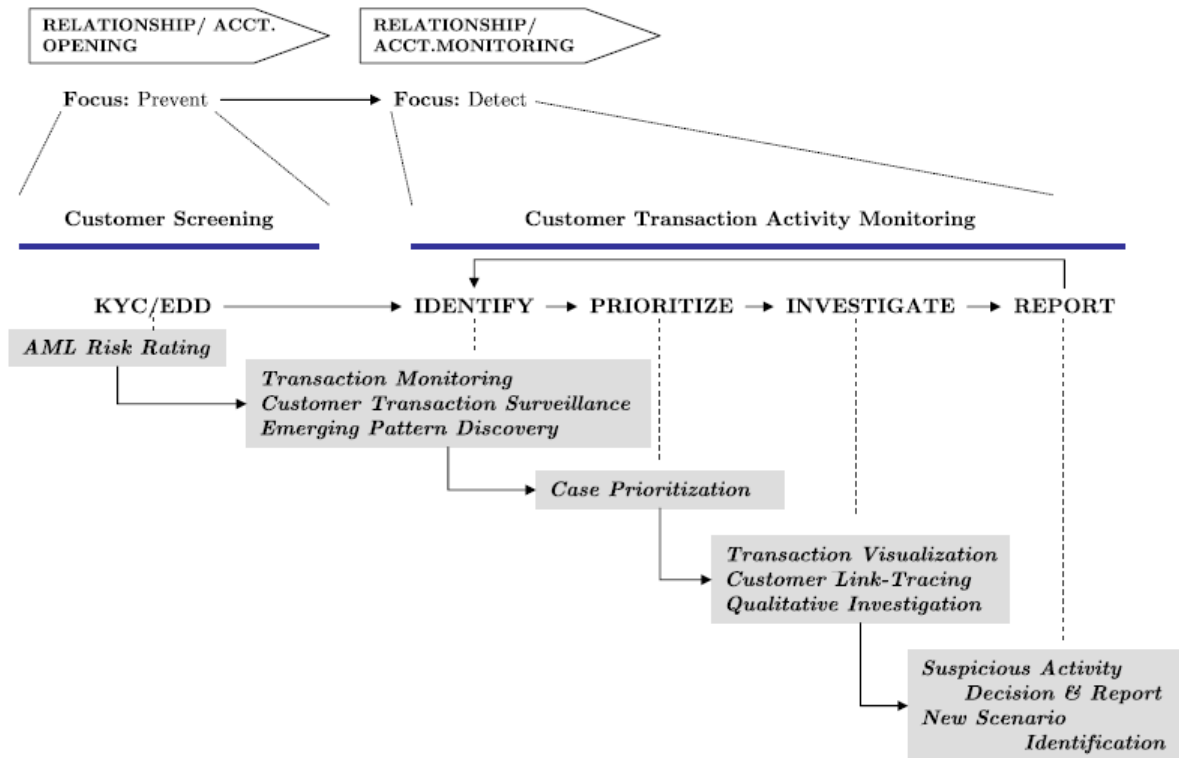 RELATIONSHIP/ ACCT.
OPENING
RELATIONSHIP/
ACCT.MONITORING
Focus: Prevent
Focus: Detect
Customer Screening
Customer Transaction Activity Monitoring
KYC/EDD
IDENTIFY
PRIORITIZE
INVESTIGATE
REPORT
AML Risk Rating
Transaction Monitoring
Customer Transaction Surveillance
Emerging Pattern Discovery
Case Prioritization
Transaction Visualization
Customer Link-Tracing
Qualitative Investigation
Suspicious Activity
Decision & Report
New Scenario
Identification